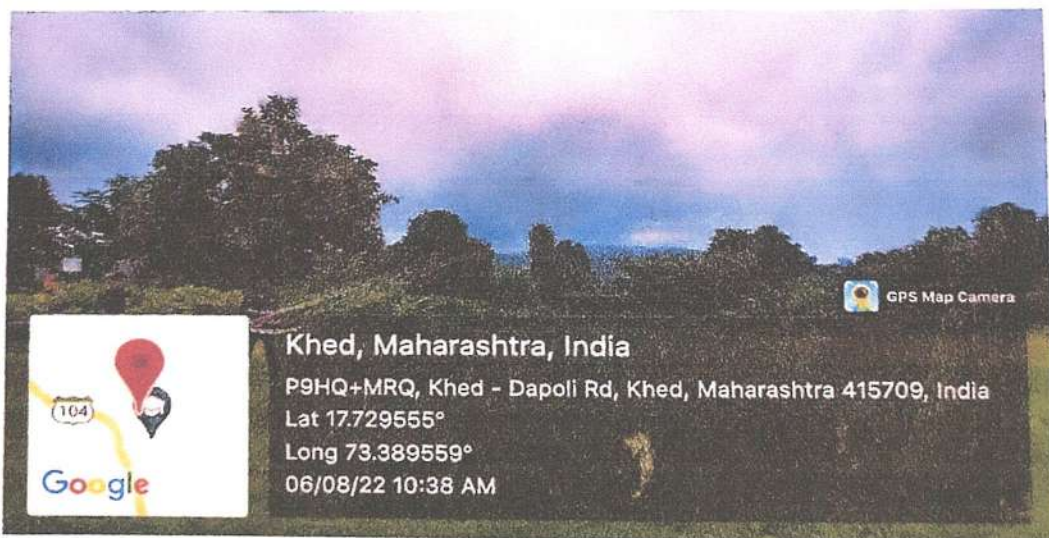 GPS Map Camera
Khed, Maharashtra, India
P9HQ+MRQ, Khed - Dapoli Rd, Khed, Maharashtra 415709, India
Lat 17.729555°
Long 73.389559°
06/08/22 10:38 AM
104
Google